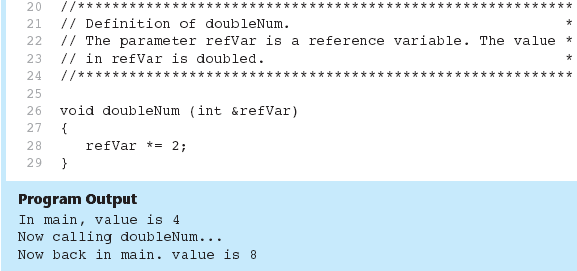 20 //************************************************************
21 // Definition of doubleNum. *
22 // The parameter refVar is a reference variable. The value *
23 // in refVar is doubled. *
24 //************************************************************
25
26 void doubleNum (int &refVar)
27 {
28 refVar *= 2;
29 }
Program Output
In main, value is 4
Now calling doubleNum...
Now back in main. value is 8